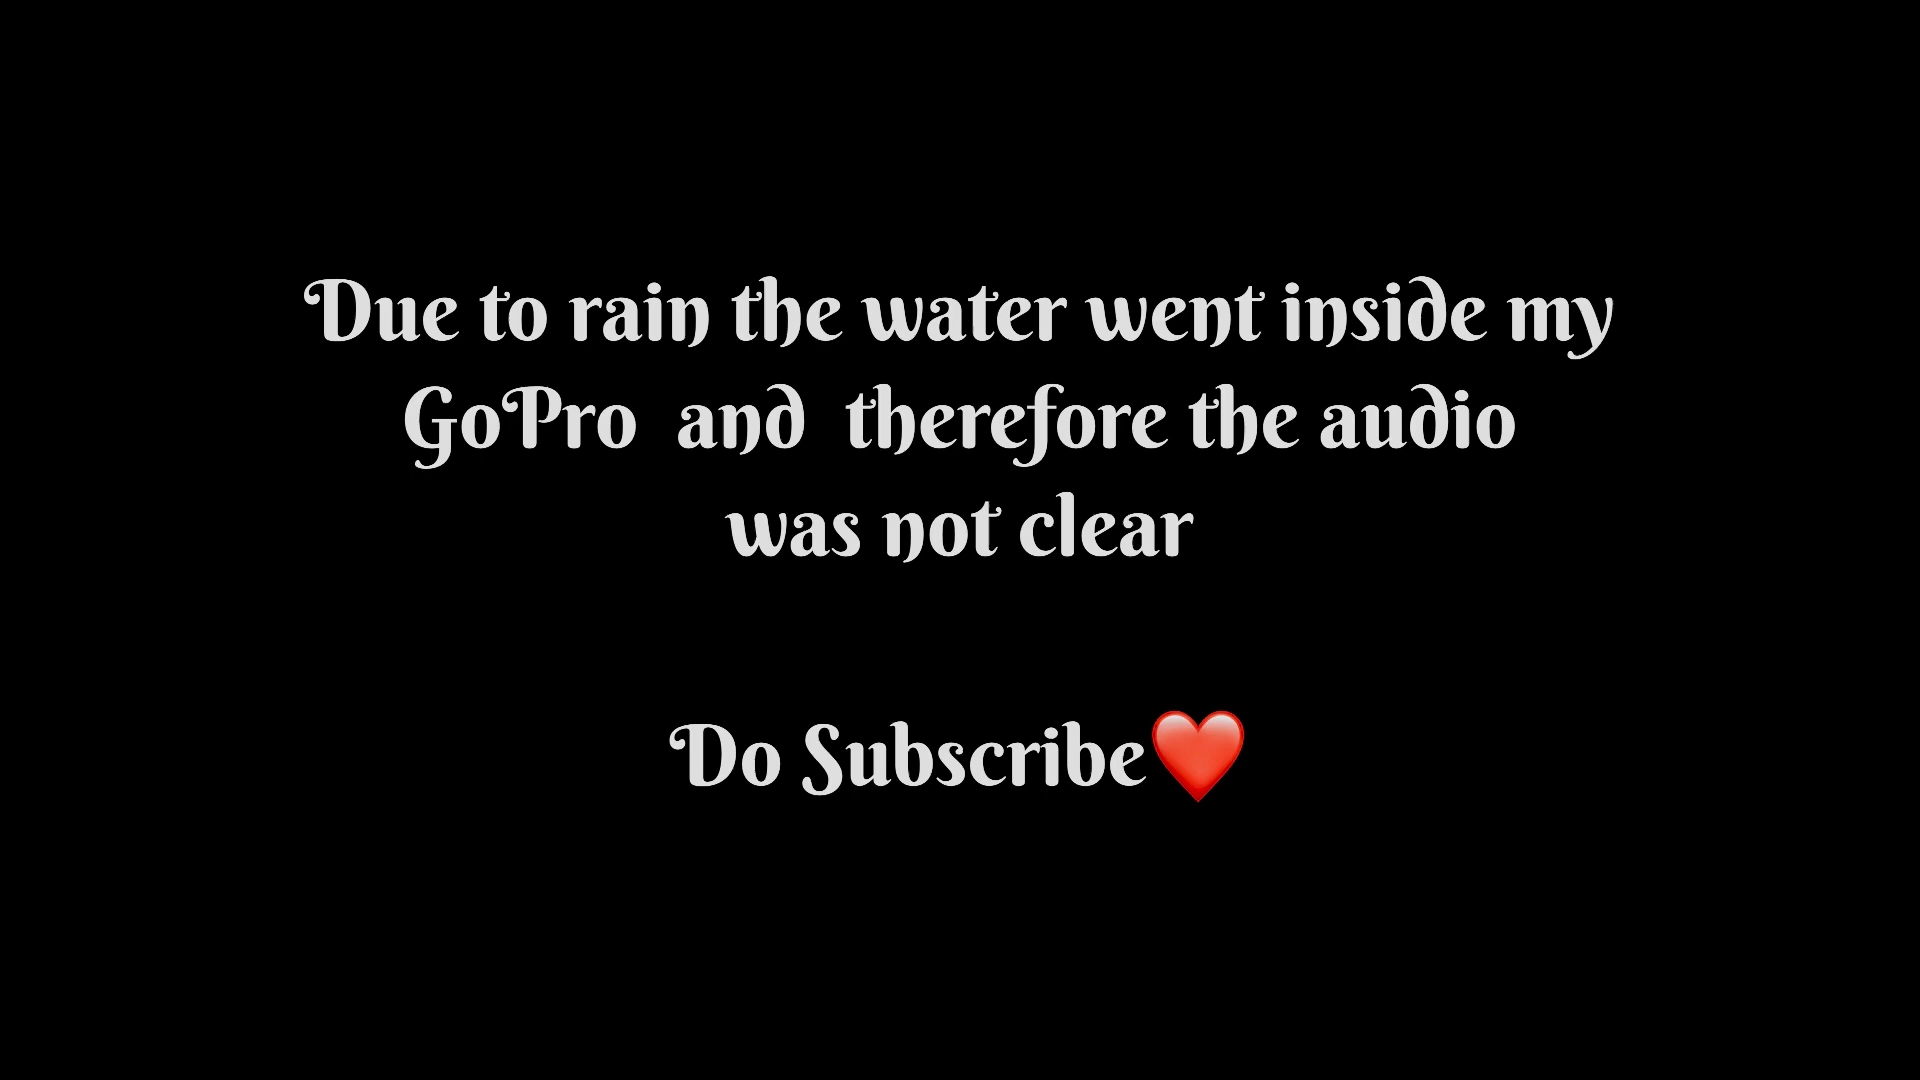 Due to rain the water went inside my
GoPro  and  therefore the audio
was not clear
Do Subscribe❤️